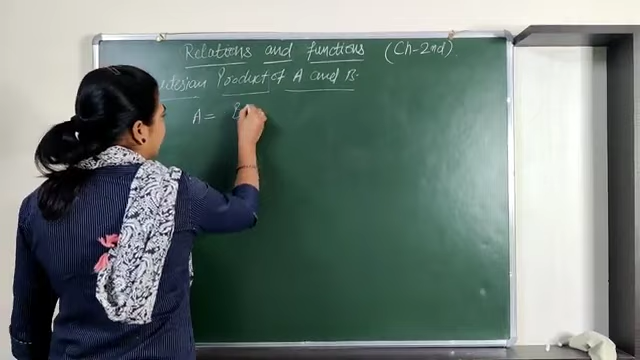 Relations and functions (Ch-2nd).
Product of A and B.
A = B